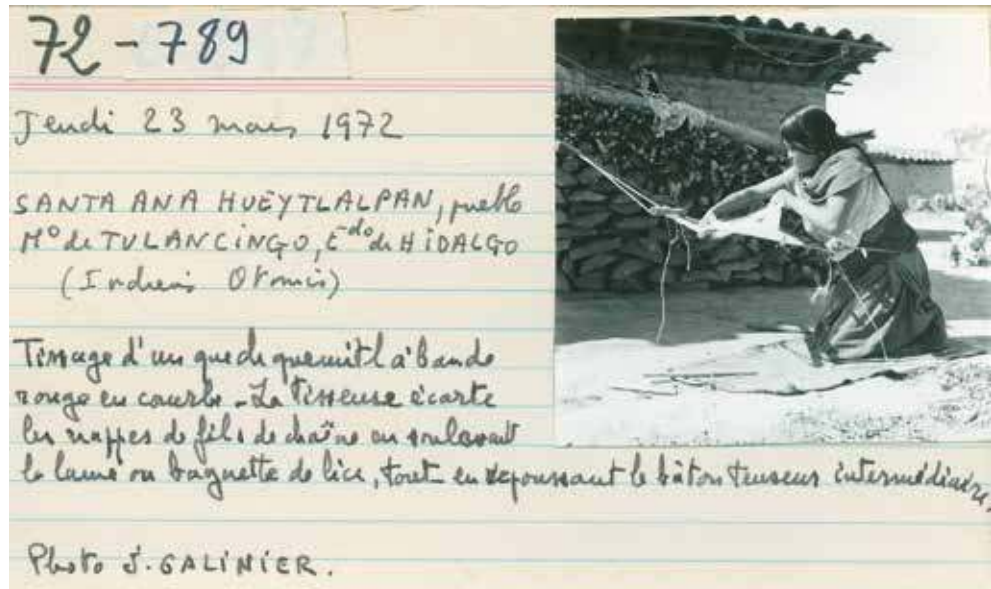 72-789
Jeudi 23 mars 1972
SANTA ANA HUEYTLALPAN, pueblo
Mº de TULANCINGO, Eᵈᵒ de HIDALGO
(Indiens Otomis)
Tissage d'un quechquemitl à bande
rouge en courbe - La tisseuse écarte
les nappes de fils de chaîne en soulevant
la lame ou baguette de lice, tout en repoussant le bâton tenseur intermédiaire.
Photo J. GALINIER.